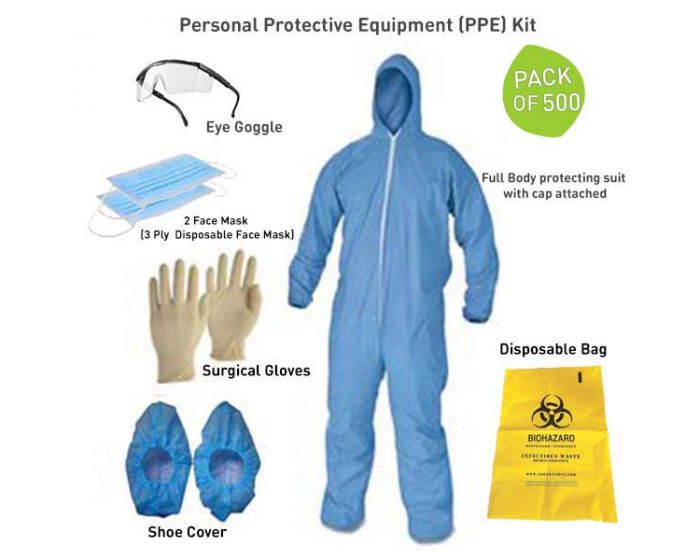 Personal Protective Equipment (PPE) Kit
PACK
OF 500
Eye Goggle
Full Body protecting suit
with cap attached
2 Face Mask
(3 Ply Disposable Face Mask)
Surgical Gloves
Disposable Bag
BIOHAZARD
INFECTIOUS WASTE
Shoe Cover